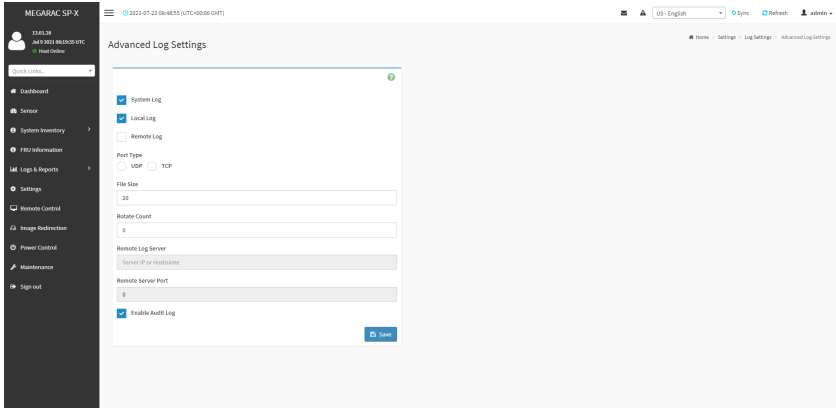 MEGARAC SP-X
2021-07-23 08:46:55 (UTC+00:00 GMT)
US - English
Sync
Refresh
admin
13.01.28
Jul 9 2021 06:19:35 UTC
Host Online
Quick Links...
Dashboard
Sensor
System Inventory
FRU Information
Logs & Reports
Settings
Remote Control
Image Redirection
Power Control
Maintenance
Sign out
Advanced Log Settings
Home > Settings > Log Settings > Advanced Log Settings
System Log
Local Log
Remote Log
Port Type
UDP TCP
File Size
20
Rotate Count
0
Remote Log Server
Server IP or Hostname
Remote Server Port
0
Enable Audit Log
Save